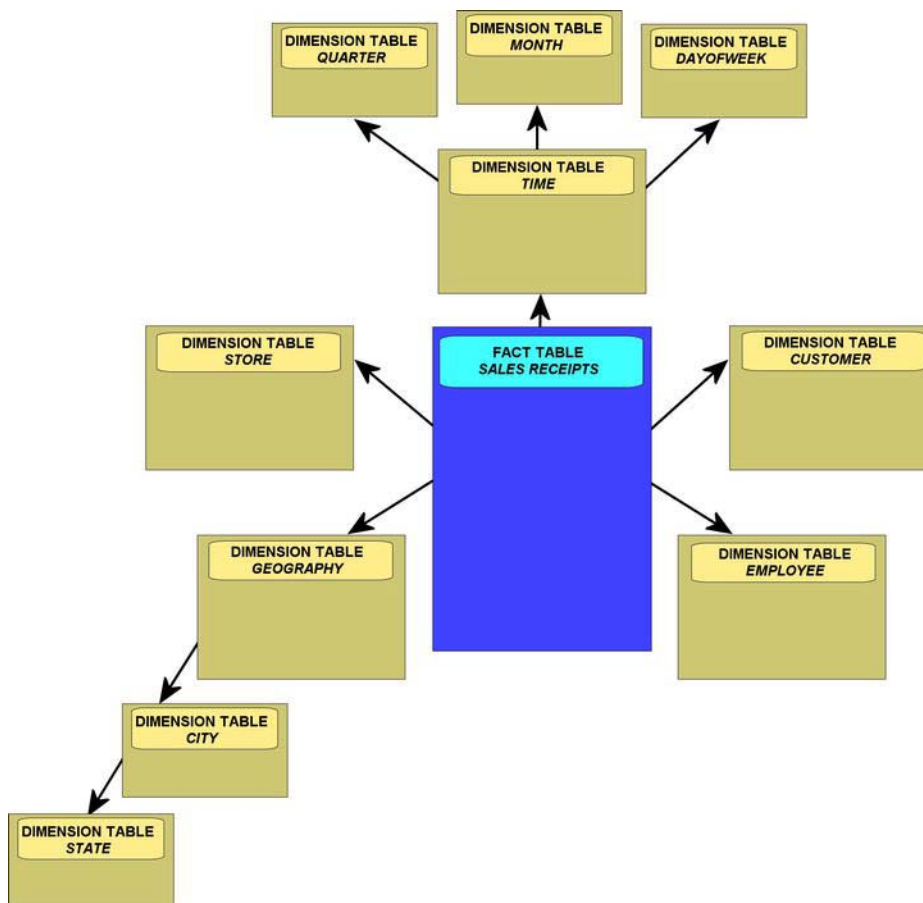 DIMENSION TABLE
QUARTER
DIMENSION TABLE
MONTH
DIMENSION TABLE
DAYOFWEEK
DIMENSION TABLE
TIME
DIMENSION TABLE
STORE
FACT TABLE
SALES RECEIPTS
DIMENSION TABLE
CUSTOMER
DIMENSION TABLE
GEOGRAPHY
DIMENSION TABLE
EMPLOYEE
DIMENSION TABLE
CITY
DIMENSION TABLE
STATE